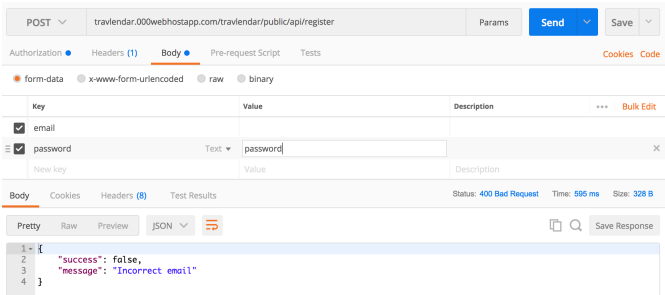 POST travlendar.000webhostapp.com/travlendar/public/api/register Params Send Save
Authorization Headers (1) Body Pre-request Script Tests Cookies Code
form-data x-www-form-urlencoded raw binary
Key Value Description ••• Bulk Edit
email
password Text password
New key Value Description
Body Cookies Headers (8) Test Results Status: 400 Bad Request Time: 595 ms Size: 328 B
Pretty Raw Preview JSON Save Response
1 {
2 "success": false,
3 "message": "Incorrect email"
4 }